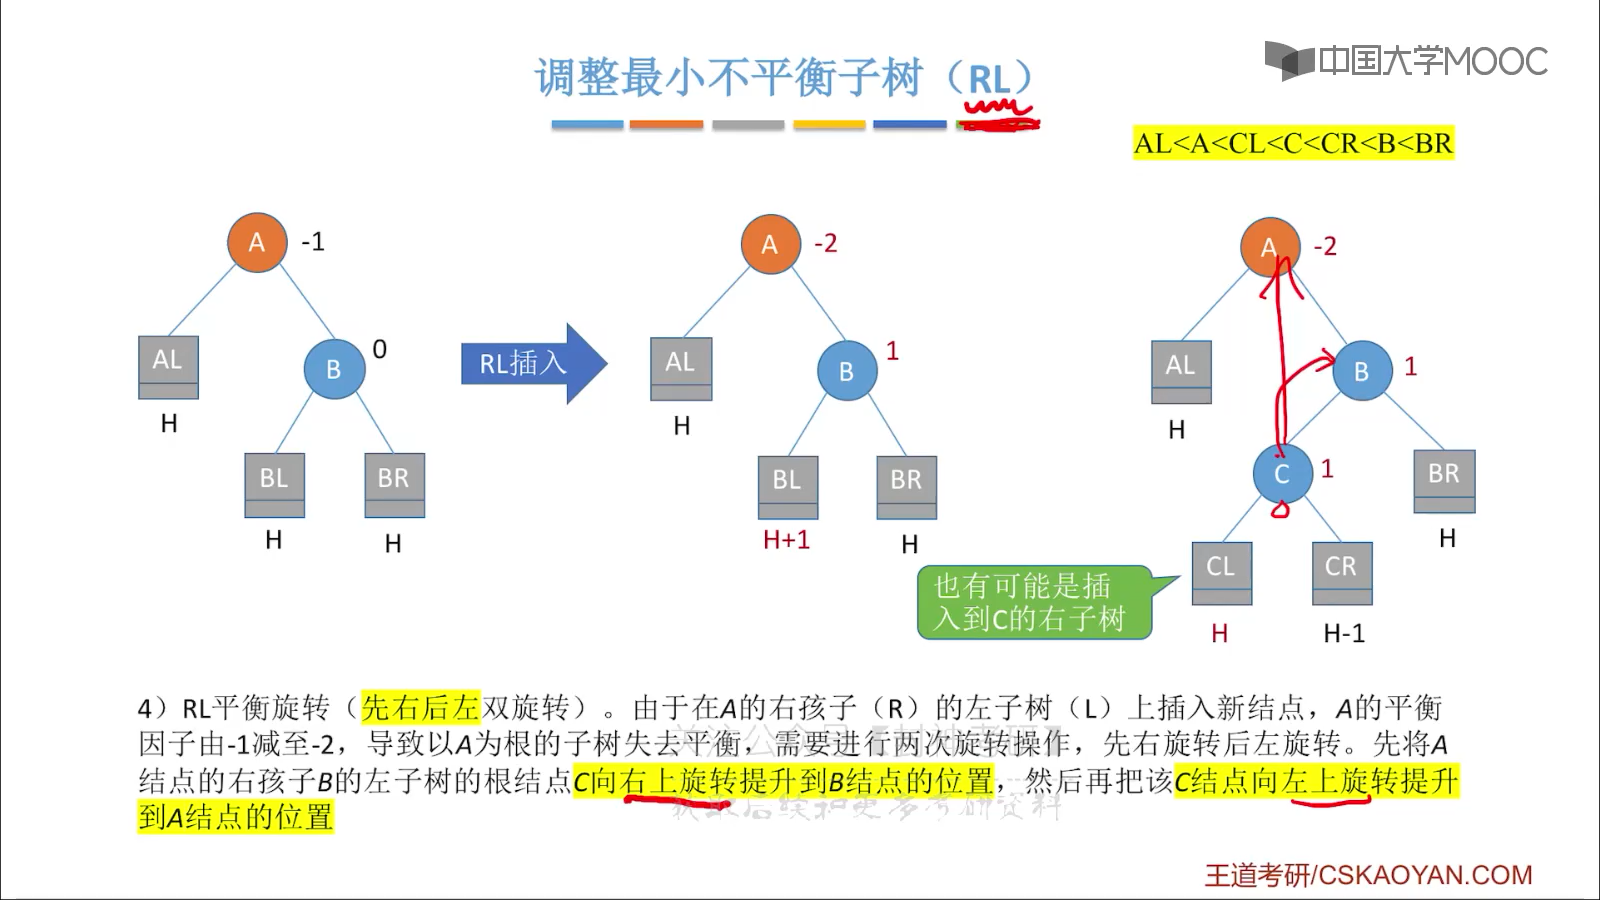 中国大学MOOC
调整最小不平衡子树（RL）
AL<A<CL<C<CR<B<BR
A -1
AL
H
B 0
BL
H
BR
H
RL插入
A -2
AL
H
B 1
BL
H+1
BR
H
A -2
AL
H
B 1
C 1
BR
H
CL
H
CR
H-1
也有可能是插
入到C的右子树
4）RL平衡旋转（先右后左双旋转）。由于在A的右孩子（R）的左子树（L）上插入新结点，A的平衡
因子由-1减至-2，导致以A为根的子树失去平衡，需要进行两次旋转操作，先右旋转后左旋转。先将A
结点的右孩子B的左子树的根结点C向右上旋转提升到B结点的位置，然后再把该C结点向左上旋转提升
到A结点的位置
王道考研/CSKAOYAN.COM